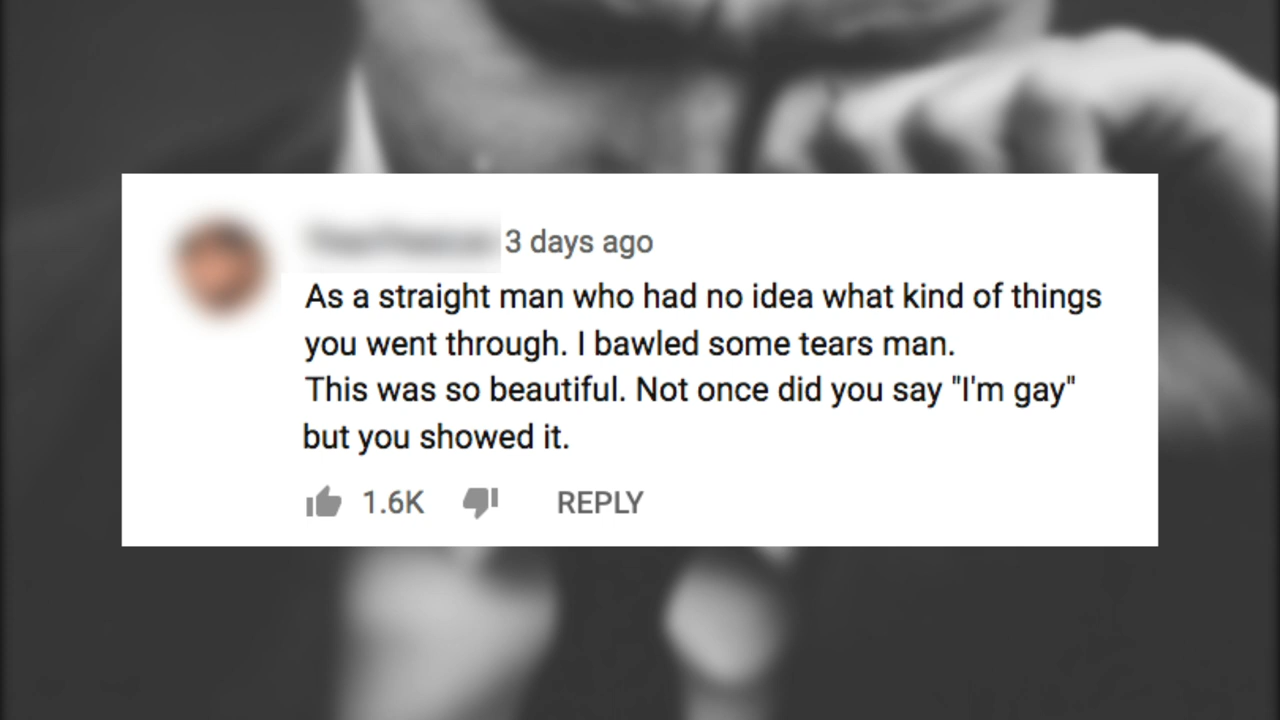 3 days ago
As a straight man who had no idea what kind of things
you went through. I bawled some tears man.
This was so beautiful. Not once did you say "I'm gay"
but you showed it.
1.6K REPLY